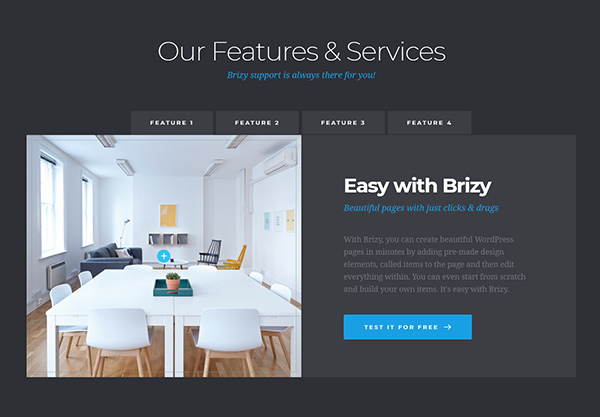 Our Features & Services
Brizy support is always there for you!
FEATURE 1
FEATURE 2
FEATURE 3
FEATURE 4
Easy with Brizy
Beautiful pages with just clicks & drags
With Brizy, you can create beautiful WordPress
pages in minutes by adding pre-made design
elements, called items to the page and then edit
everything within. You can even start from scratch
and build your own items. It's easy with Brizy.
TEST IT FOR FREE →